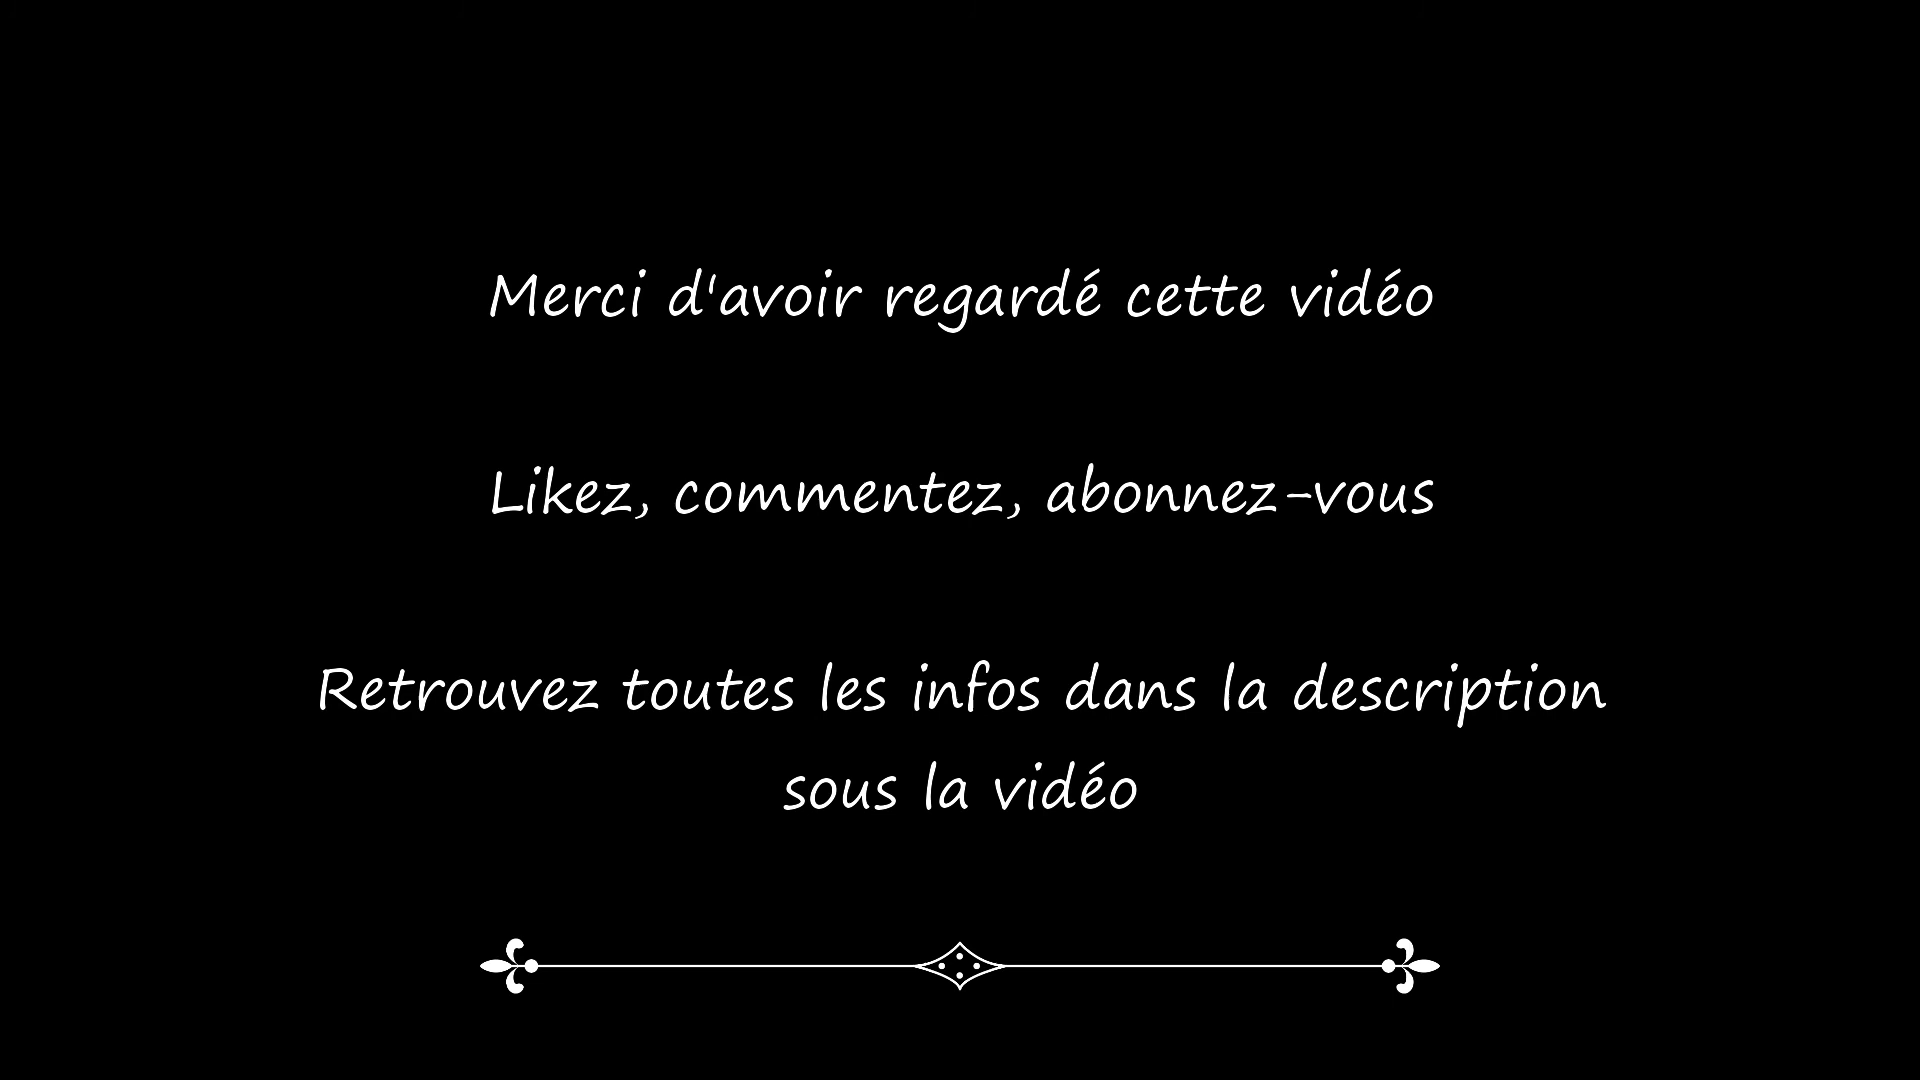 Merci d'avoir regardé cette vidéo
Likez, commentez, abonnez-vous
Retrouvez toutes les infos dans la description
sous la vidéo